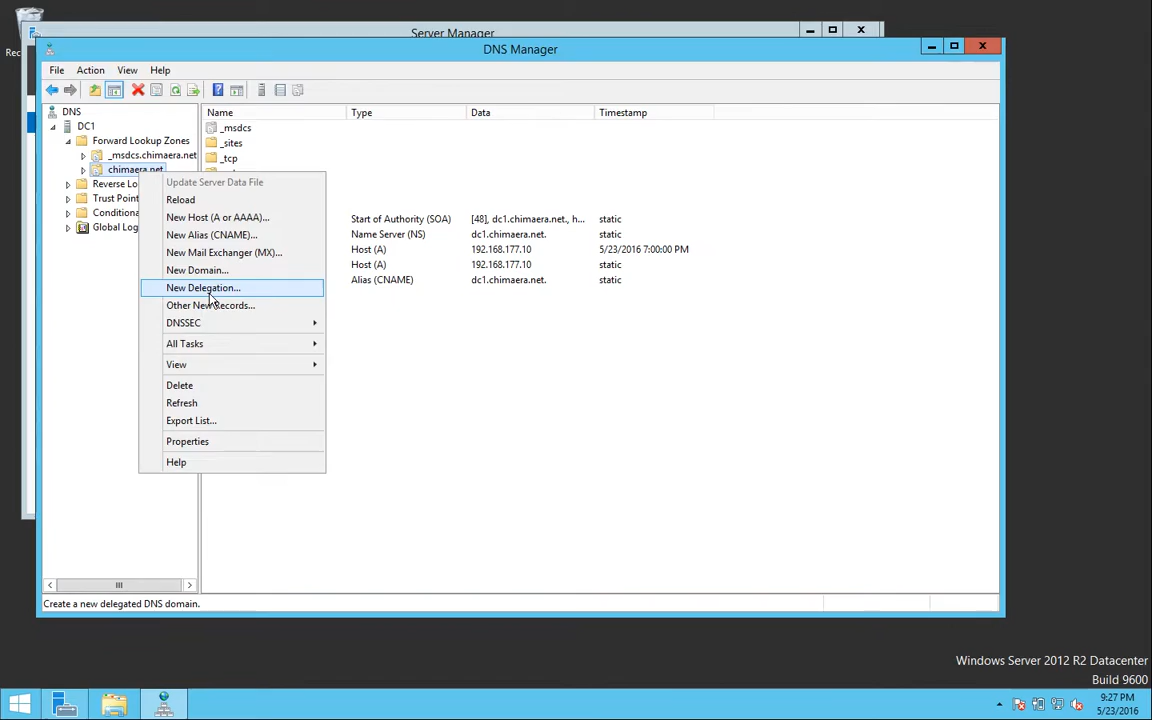 Rec
Server Manager
DNS Manager
File Action View Help
DNS
DC1
Forward Lookup Zones
_msdcs.chimaera.net
chimaera.net
Reverse Lo
Trust Point
Conditiona
Global Log
Name Type Data Timestamp
_msdcs
_sites
_tcp
Start of Authority (SOA) [48], dc1.chimaera.net., h... static
Name Server (NS) dc1.chimaera.net. static
Host (A) 192.168.177.10 5/23/2016 7:00:00 PM
Host (A) 192.168.177.10 static
Alias (CNAME) dc1.chimaera.net. static
Update Server Data File
Reload
New Host (A or AAAA)...
New Alias (CNAME)...
New Mail Exchanger (MX)...
New Domain...
New Delegation...
Other New Records...
DNSSEC
All Tasks
View
Delete
Refresh
Export List...
Properties
Help
Create a new delegated DNS domain.
Windows Server 2012 R2 Datacenter
Build 9600
9:27 PM
5/23/2016